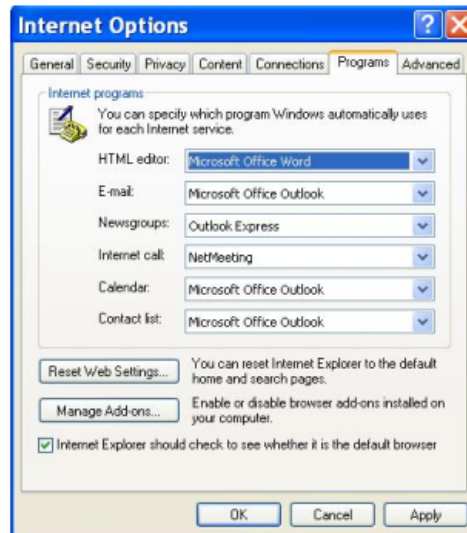 Internet Options
General Security Privacy Content Connections Programs Advanced
Internet programs
You can specify which program Windows automatically uses
for each Internet service.
HTML editor: Microsoft Office Word
E-mail: Microsoft Office Outlook
Newsgroups: Outlook Express
Internet call: NetMeeting
Calendar: Microsoft Office Outlook
Contact list: Microsoft Office Outlook
Reset Web Settings... You can reset Internet Explorer to the default
home and search pages.
Manage Add-ons... Enable or disable browser add-ons installed on
your computer.
Internet Explorer should check to see whether it is the default browser
OK Cancel Apply